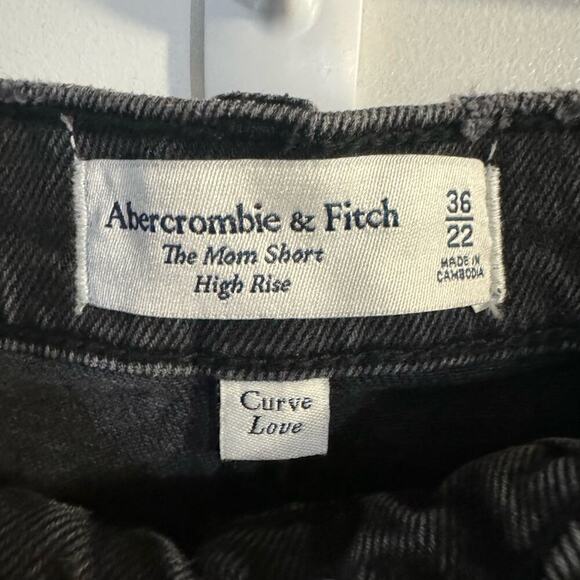 Abercrombie & Fitch
The Mom Short
High Rise
36
22
MADE IN
CAMBODIA
Curve
Love